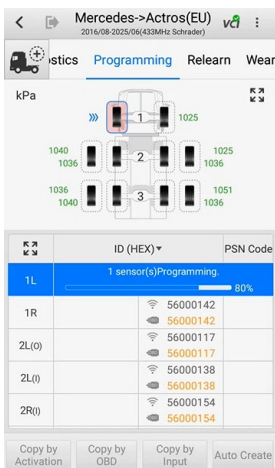 Mercedes->Actros(EU)
2016/08-2025/06(433MHz Schrader)
VCI
ostics Programming Relearn Wear
kPa
1 1025
1040 1025
1036 2 1036
1036 1051
1040 3 1036
ID (HEX)▾ PSN Code
1L 1 sensor(s)Programming.
80%
1R 56000142
56000142
2L(O) 56000117
56000117
2L(I) 56000138
56000138
2R(I) 56000154
56000154
Copy by Activation
Copy by OBD
Copy by Input
Auto Create